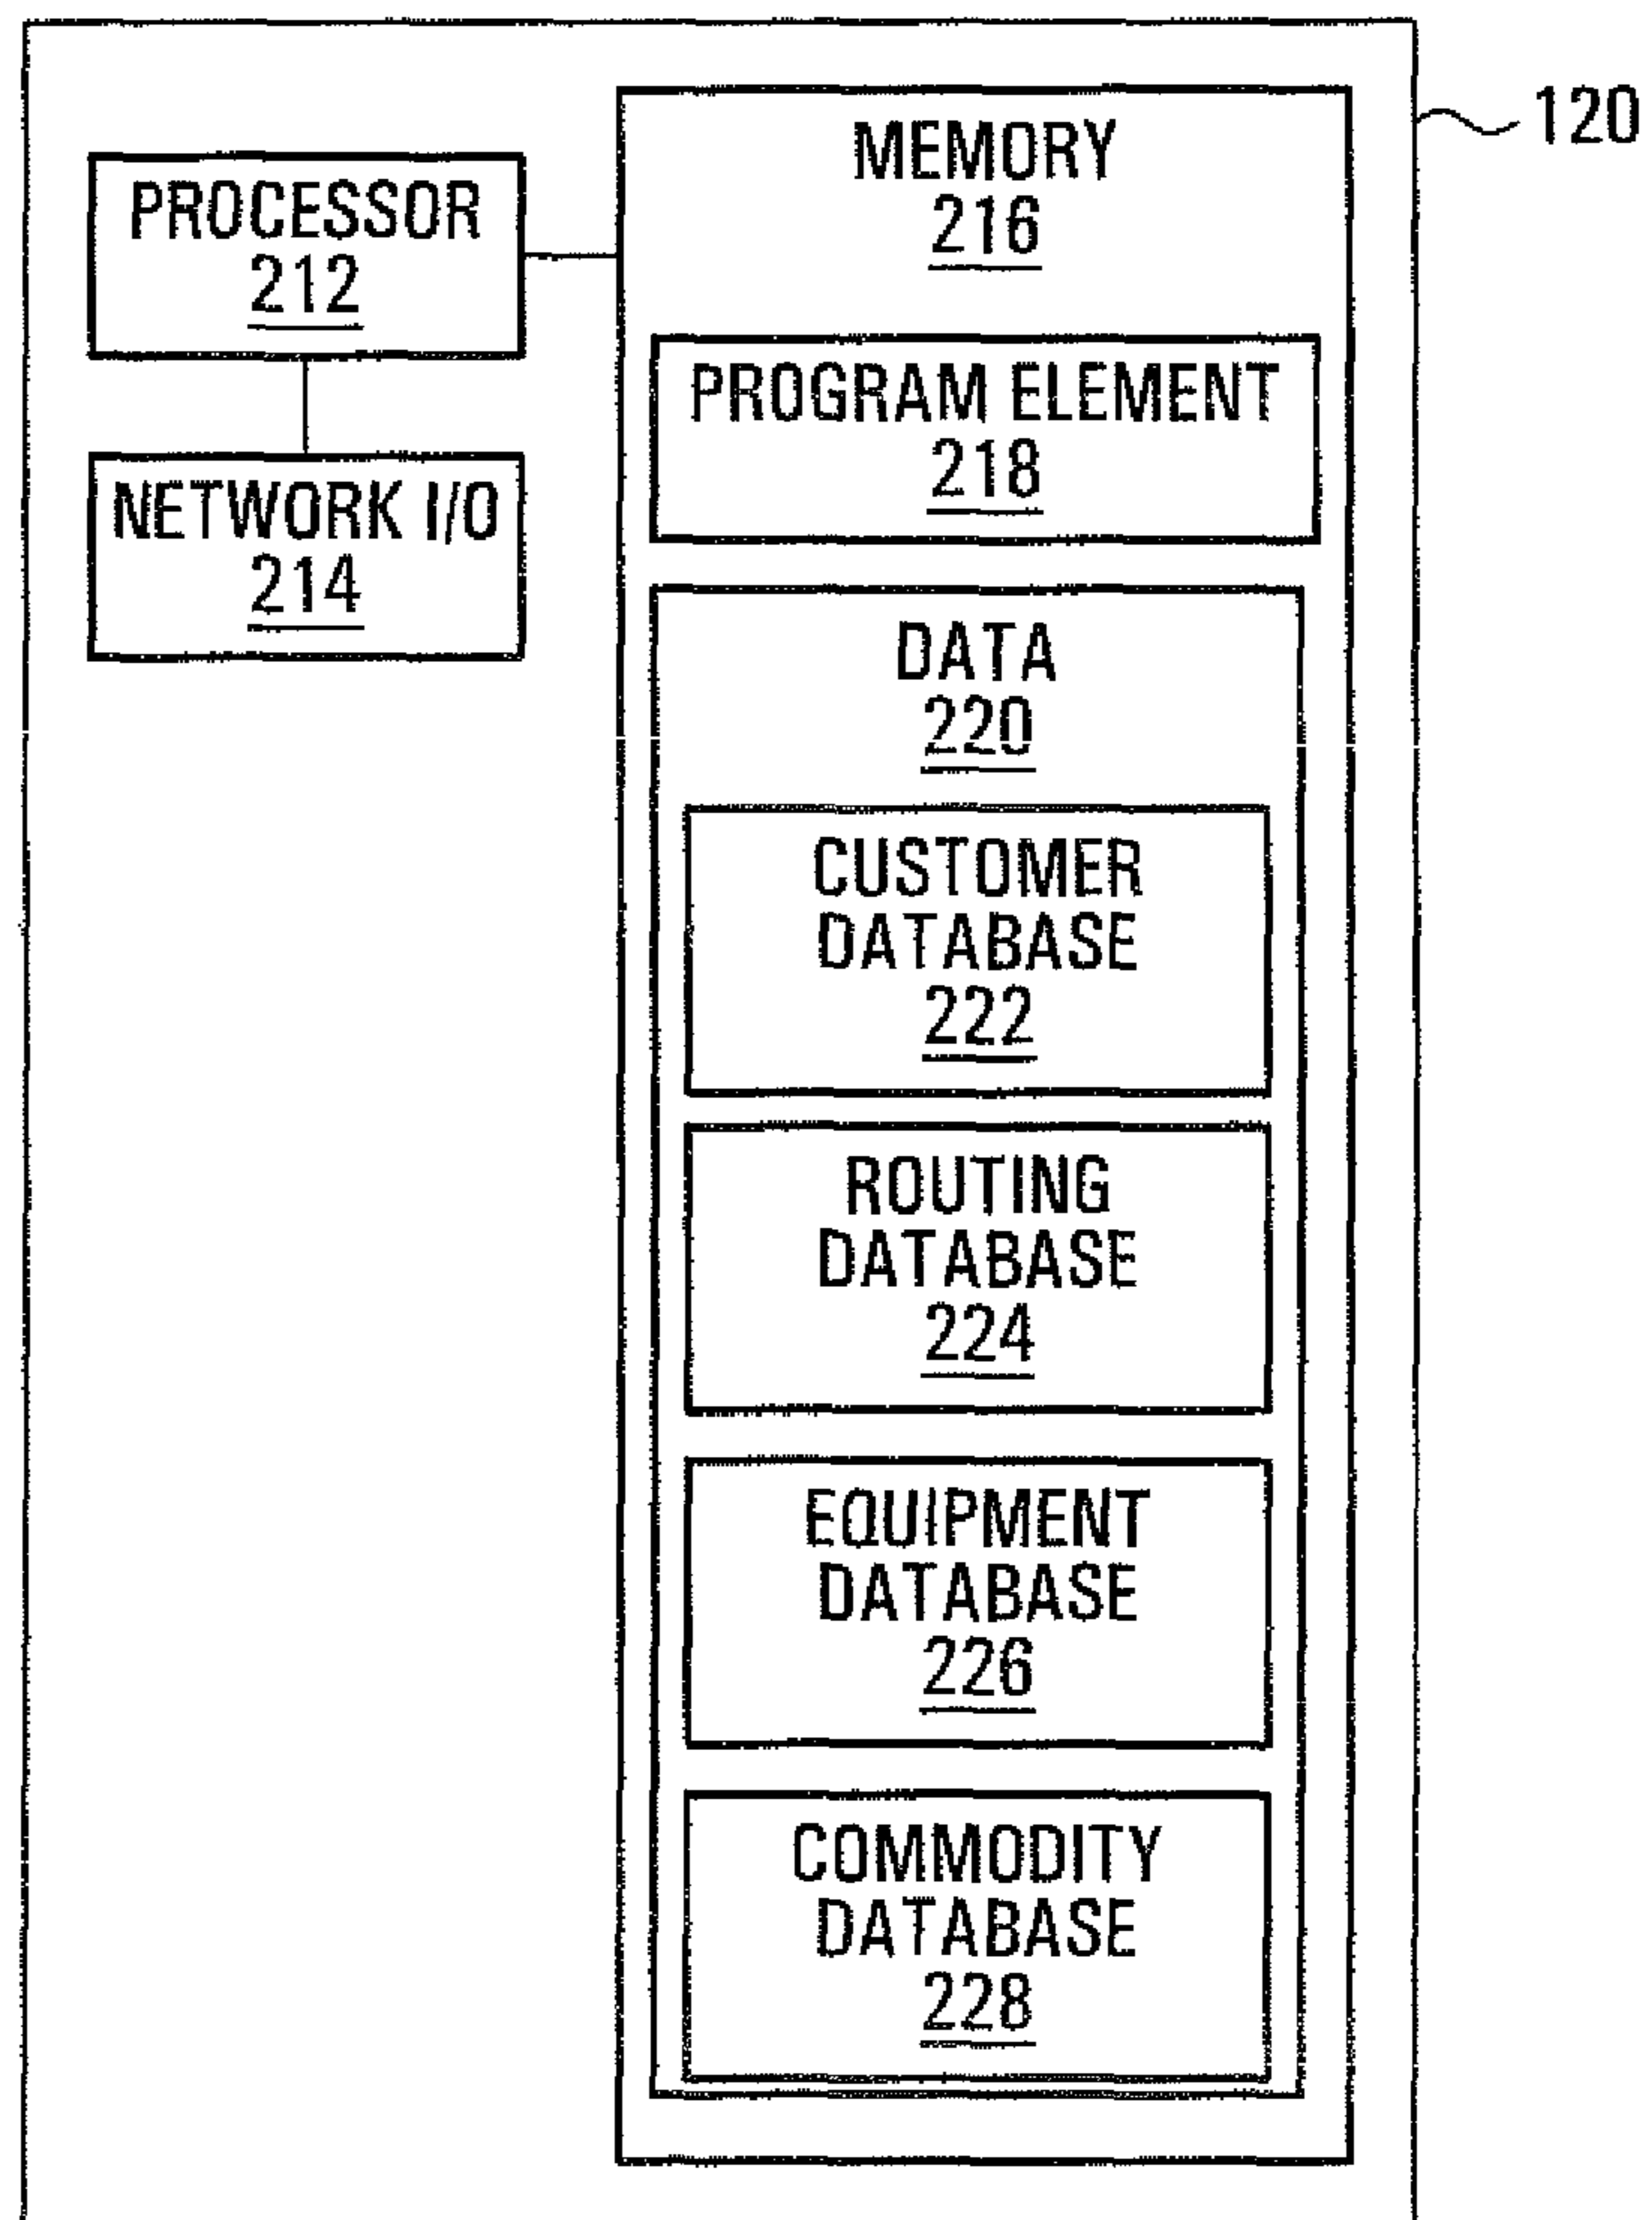 120
PROCESSOR
212
NETWORK I/O
214
MEMORY
216
PROGRAM ELEMENT
218
DATA
220
CUSTOMER
DATABASE
222
ROUTING
DATABASE
224
EQUIPMENT
DATABASE
226
COMMODITY
DATABASE
228